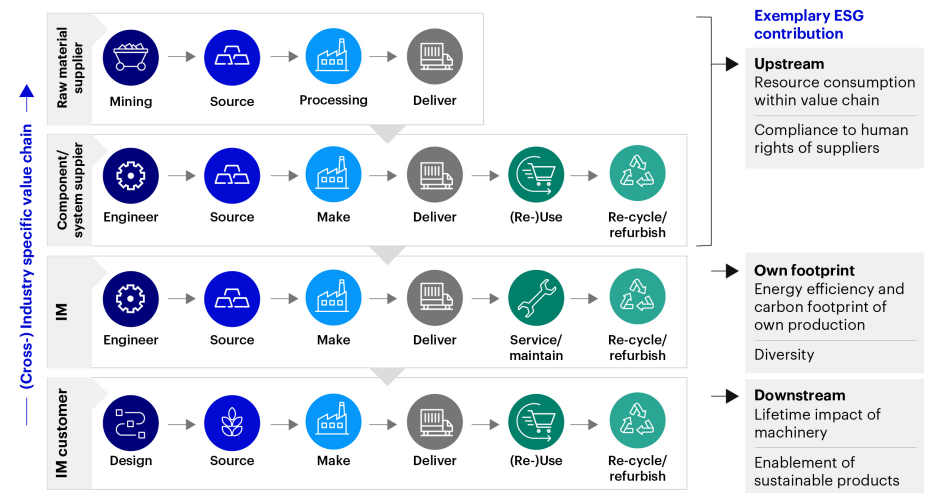 Exemplary ESG
contribution
(Cross-) Industry specific value chain
Raw material
supplier
Mining
Source
Processing
Deliver
Upstream
Resource consumption
within value chain
Compliance to human
rights of suppliers
Component/
system suppier
Engineer
Source
Make
Deliver
(Re-)Use
Re-cycle/
refurbish
IM
Engineer
Source
Make
Deliver
Service/
maintain
Re-cycle/
refurbish
Own footprint
Energy efficiency and
carbon footprint of
own production
Diversity
IM customer
Design
Source
Make
Deliver
(Re-)Use
Re-cycle/
refurbish
Downstream
Lifetime impact of
machinery
Enablement of
sustainable products